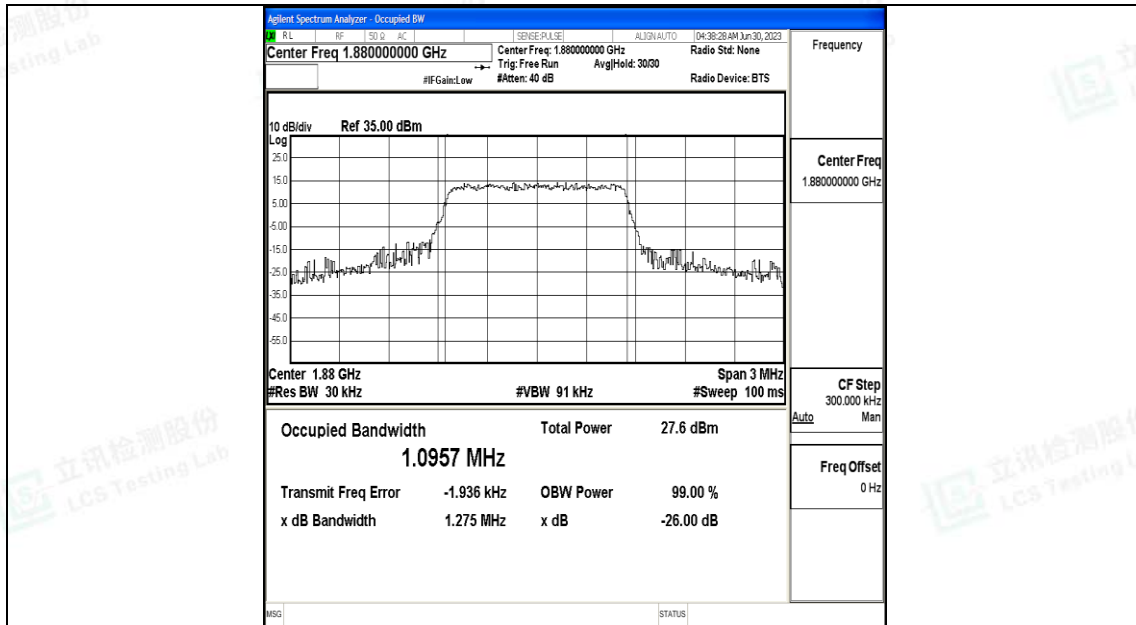 Agilent Spectrum Analyzer - Occupied BW
RL RF 50 Ω AC SENSE:PULSE ALIGNAUTO 04:38:28 AM Jun 30, 2023
Center Freq 1.880000000 GHz
Center Freq: 1.880000000 GHz Radio Std: None
Trig: Free Run Avg|Hold: 30/30
#IFGain:Low #Atten: 40 dB Radio Device: BTS
Frequency
10 dB/div Ref 35.00 dBm
Log
25.0
15.0
5.00
-5.00
-15.0
-25.0
-35.0
-45.0
-55.0
Center 1.88 GHz Span 3 MHz
#Res BW 30 kHz #VBW 91 kHz #Sweep 100 ms
Center Freq
1.880000000 GHz
CF Step
300.000 kHz
Auto Man
Freq Offset
0 Hz
Occupied Bandwidth Total Power 27.6 dBm
1.0957 MHz
Transmit Freq Error -1.936 kHz OBW Power 99.00 %
x dB Bandwidth 1.275 MHz x dB -26.00 dB
MSG STATUS
立讯检测股份
LCS Testing Lab
立讯检测股份
LCS Testing L